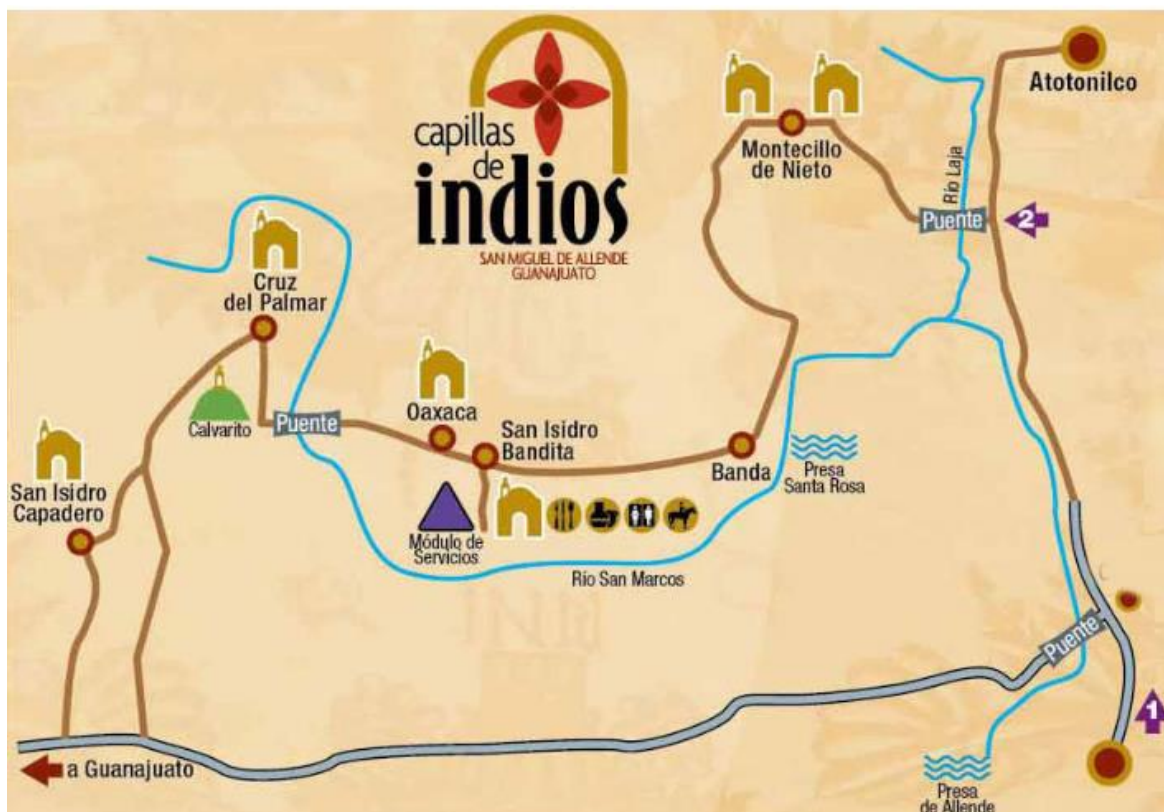 capillas
de
indios
SAN MIGUEL DE ALLENDE
GUANAJUATO
Atotonilco
Montecillo
de Nieto
Río Laja
Puente
2
Cruz
del Palmar
Calvarito
Puente
Oaxaca
San Isidro
Bandita
Banda
Presa
Santa Rosa
San Isidro
Capadero
Módulo de
Servicios
Río San Marcos
Puente
1
a Guanajuato
Presa
de Allende